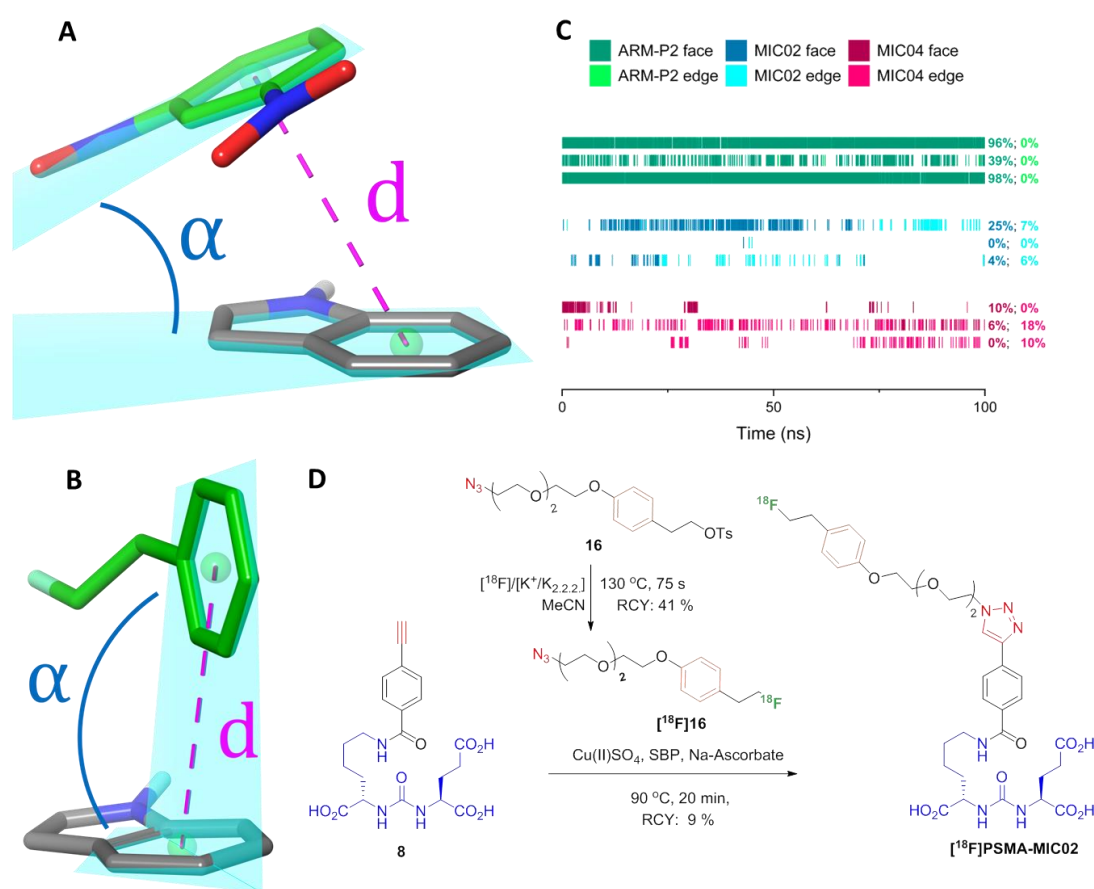 A
α
d
C
ARM-P2 face MIC02 face MIC04 face
ARM-P2 edge MIC02 edge MIC04 edge
96%; 0%
39%; 0%
98%; 0%
25%; 7%
0%; 0%
4%; 6%
10%; 0%
6%; 18%
0%; 10%
0 50 100
Time (ns)
B
α
d
D
N₃ O 2 O OTs
16
[¹⁸F]/[K⁺/K₂.₂.₂.] 130 °C, 75 s
MeCN RCY: 41 %
N₃ O 2 O ¹⁸F
[¹⁸F]16
NH O CO₂H
HO₂C N H O N H CO₂H
8
Cu(II)SO₄, SBP, Na-Ascorbate
90 °C, 20 min,
RCY: 9 %
¹⁸F
O O 2
N N N
NH O CO₂H
HO₂C N H O N H CO₂H
[¹⁸F]PSMA-MIC02